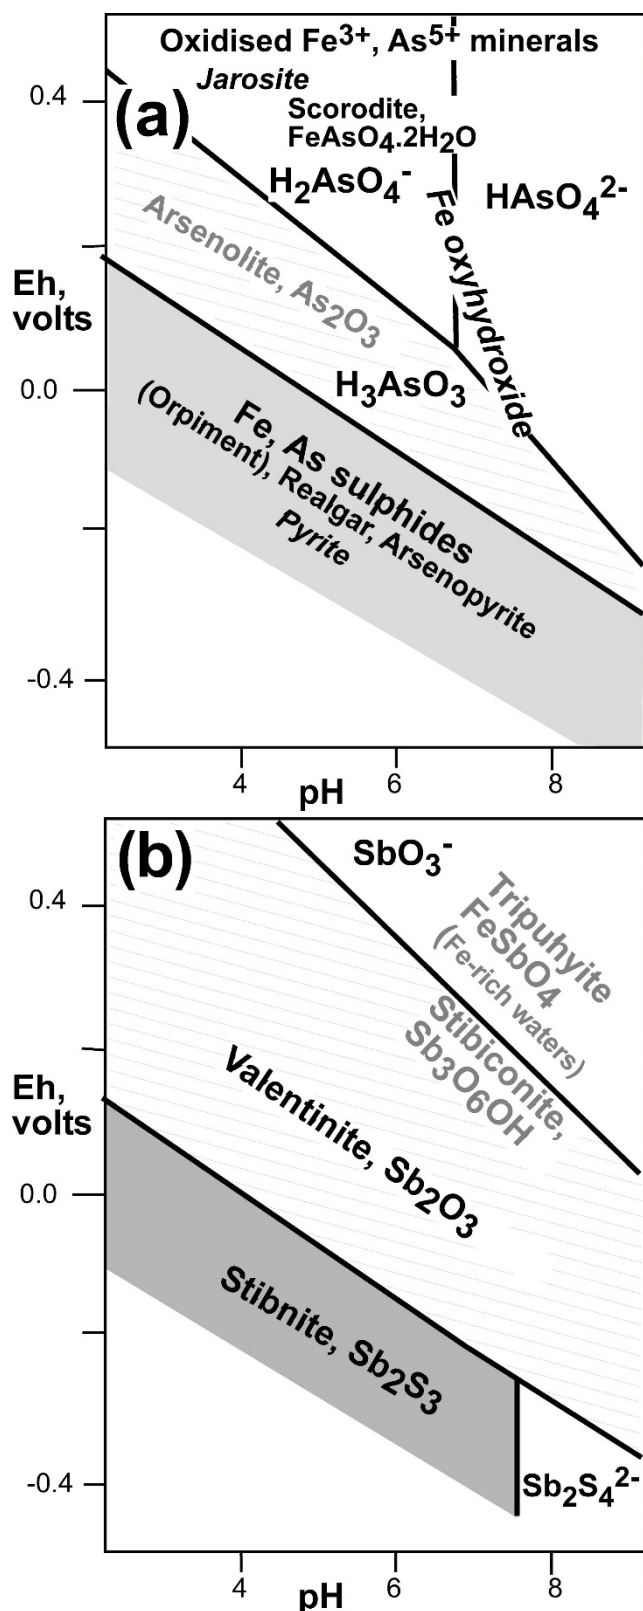 Oxidised Fe³⁺, As⁵⁺ minerals
Jarosite
0.4
(a)
Scorodite,
FeAsO₄.2H₂O
H₂AsO₄⁻
HAsO₄²⁻
Fe oxyhydroxide
Arsenolite, As₂O₃
Eh,
volts
0.0
H₃AsO₃
Fe, As sulphides
(Orpiment), Realgar, Arsenopyrite
Pyrite
-0.4
4
6
8
pH
(b)
SbO₃⁻
0.4
Tripuhyite
FeSbO4
(Fe-rich waters)
Stibiconite,
Sb₃O₆OH
Eh,
volts
Valentinite, Sb₂O₃
0.0
Stibnite, Sb₂S₃
-0.4
Sb₂S₄²⁻
4
6
8
pH